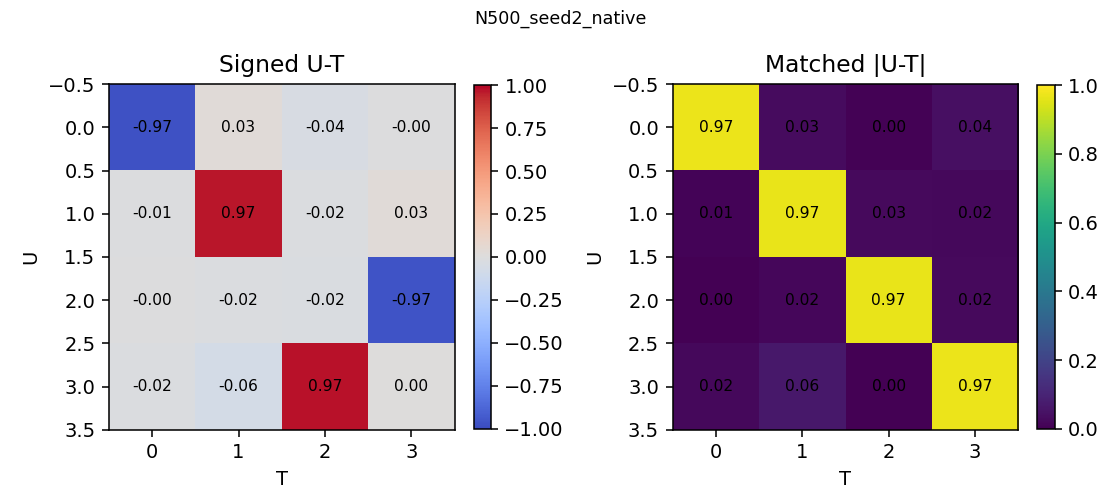 N500_seed2_native
Signed U-T
Matched |U-T|
−0.5
0.0
0.5
1.0
1.5
2.0
2.5
3.0
3.5
U
-0.97 0.03 -0.04 -0.00
-0.01 0.97 -0.02 0.03
-0.00 -0.02 -0.02 -0.97
-0.02 -0.06 0.97 0.00
0 1 2 3
T
1.00
0.75
0.50
0.25
0.00
−0.25
−0.50
−0.75
−1.00
−0.5
0.0
0.5
1.0
1.5
2.0
2.5
3.0
3.5
U
0.97 0.03 0.00 0.04
0.01 0.97 0.03 0.02
0.00 0.02 0.97 0.02
0.02 0.06 0.00 0.97
0 1 2 3
T
1.0
0.8
0.6
0.4
0.2
0.0